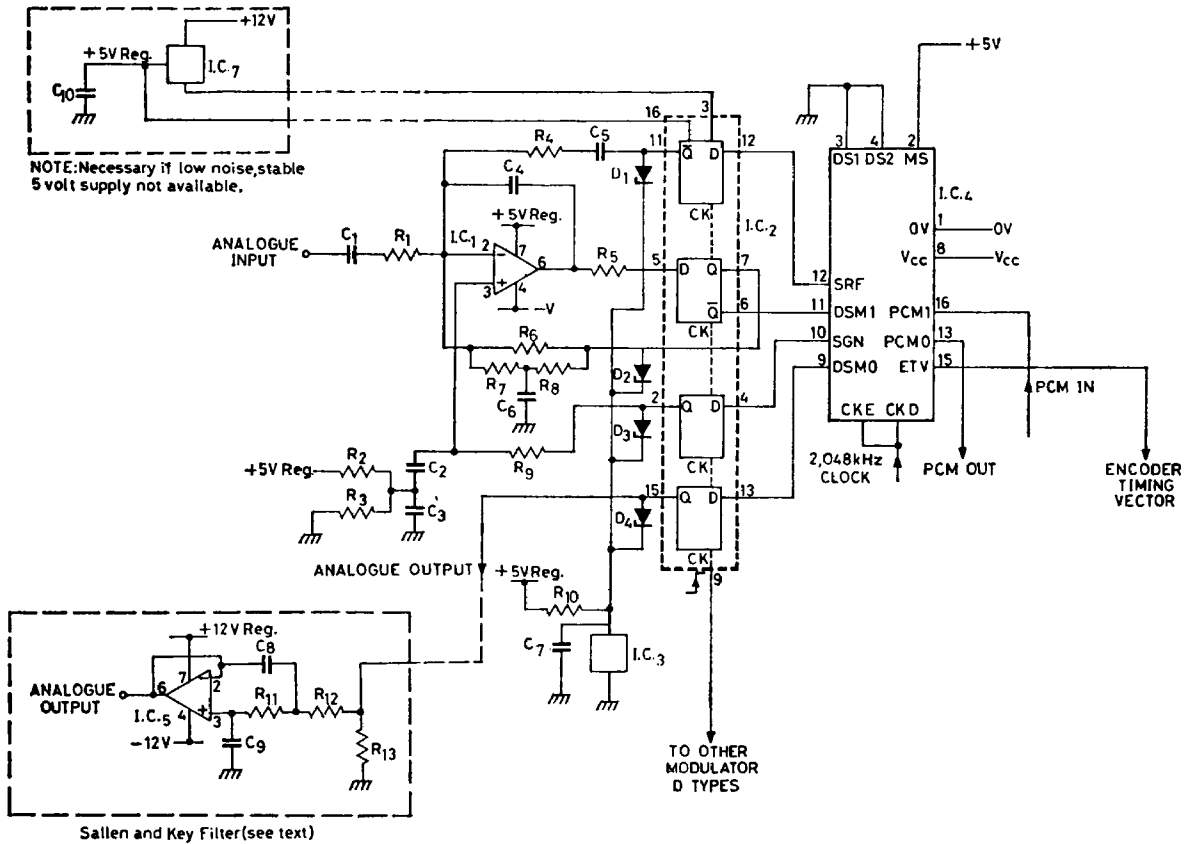 +12V
+5V Reg.
I.C.7
C10
NOTE:Necessary if low noise,stable
5 volt supply not available.
16
3
+5V
3
4
2
DS1
DS2
MS
I.C.4
R4
C5
11
Q̅
D
12
C4
D1
CK
I.C.2
1
0V
0V
8
VCC
VCC
ANALOGUE
INPUT
C1
R1
I.C.1
+5V Reg.
2
-
7
6
+
3
4
-V
R5
5
D
Q
7
Q̅
6
CK
12
SRF
11
DSM1
PCM1
16
10
SGN
PCM0
13
9
DSM0
ETV
15
R6
R7
R8
C6
D2
2
Q
D
4
CK
D3
CKE
CKD
PCM IN
2,048kHz
CLOCK
PCM OUT
ENCODER
TIMING
VECTOR
+5V Reg.
R2
R3
C2
C3
R9
15
Q
D
13
D4
CK
9
ANALOGUE OUTPUT
+5V Reg.
R10
C7
I.C.3
TO OTHER
MODULATOR
D TYPES
+12V Reg.
C8
ANALOGUE
OUTPUT
6
7
2
I.C.5
4
+
3
-12V
R11
R12
C9
R13
Sallen and Key Filter(see text)